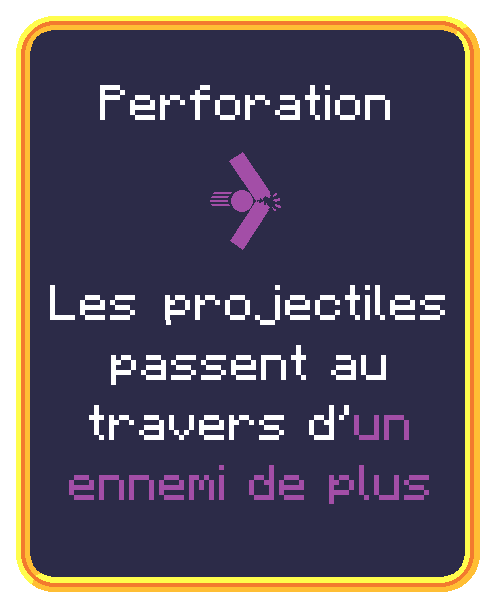 Perforation
Les projectiles
passent au
travers d'un
ennemi de plus